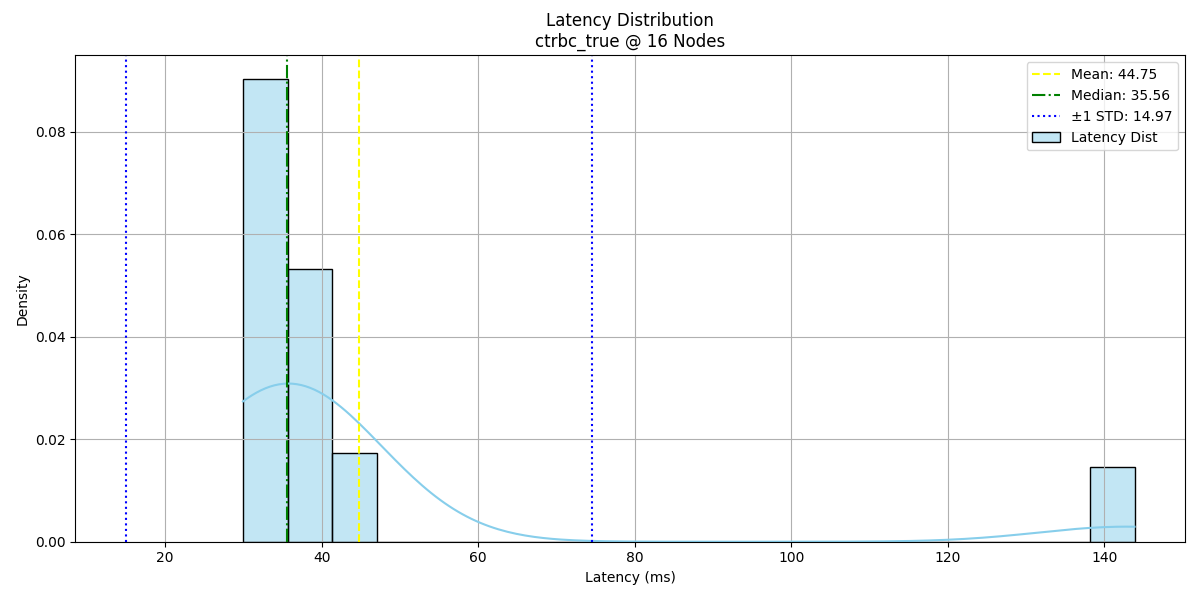 Latency Distribution
ctrbc_true @ 16 Nodes
Mean: 44.75
Median: 35.56
±1 STD: 14.97
Latency Dist
Density
0.08
0.06
0.04
0.02
0.00
20 40 60 80 100 120 140
Latency (ms)